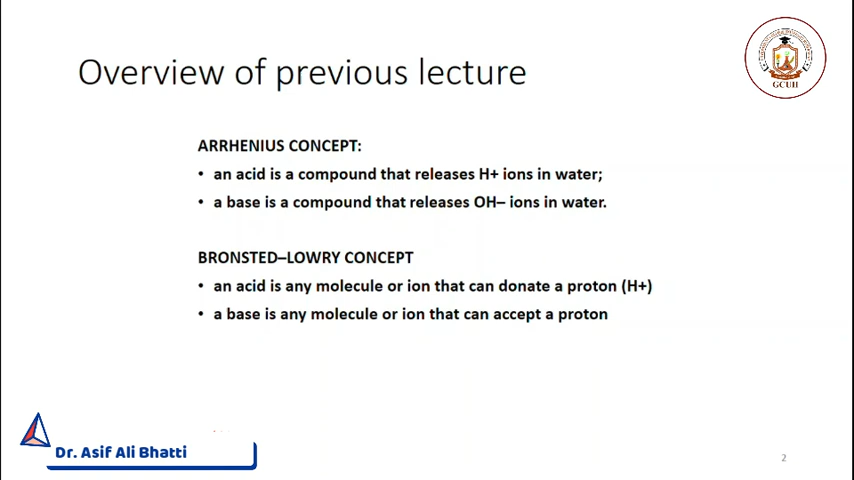 Overview of previous lecture
GCUH
ARRHENIUS CONCEPT:
• an acid is a compound that releases H+ ions in water;
• a base is a compound that releases OH– ions in water.
BRONSTED–LOWRY CONCEPT
• an acid is any molecule or ion that can donate a proton (H+)
• a base is any molecule or ion that can accept a proton
Dr. Asif Ali Bhatti
2